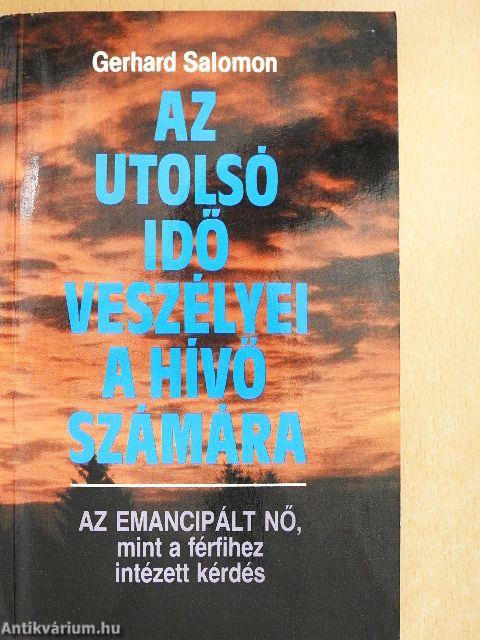 Gerhard Salomon
AZ
UTOLSÓ
IDŐ
VESZÉLYEI
A HÍVŐ
SZÁMÁRA
AZ EMANCIPÁLT NŐ,
mint a férfihez
intézett kérdés
Antikvárium.hu